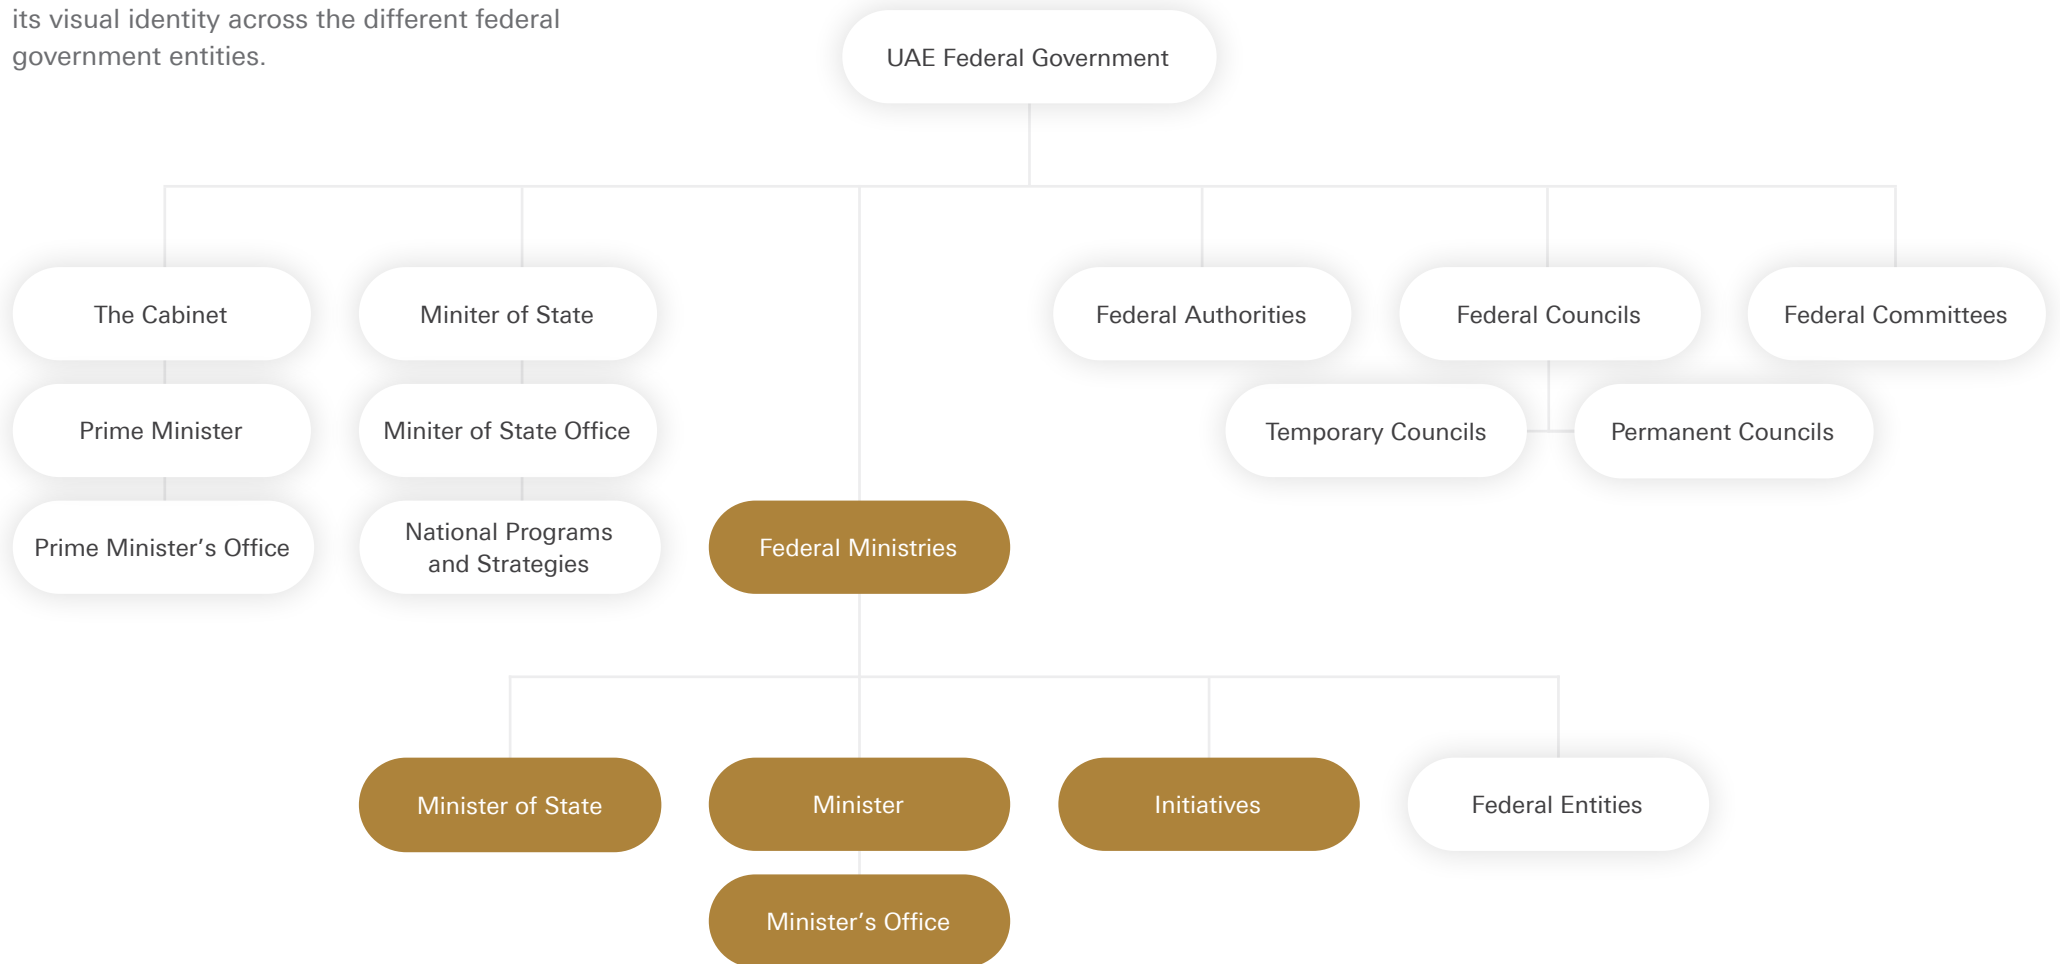 its visual identity across the different federal
government entities.
UAE Federal Government
The Cabinet
Prime Minister
Prime Minister’s Office
Miniter of State
Miniter of State Office
National Programs
and Strategies
Federal Authorities
Federal Councils
Temporary Councils
Permanent Councils
Federal Committees
Federal Ministries
Minister of State
Minister
Minister‘s Office
Initiatives
Federal Entities